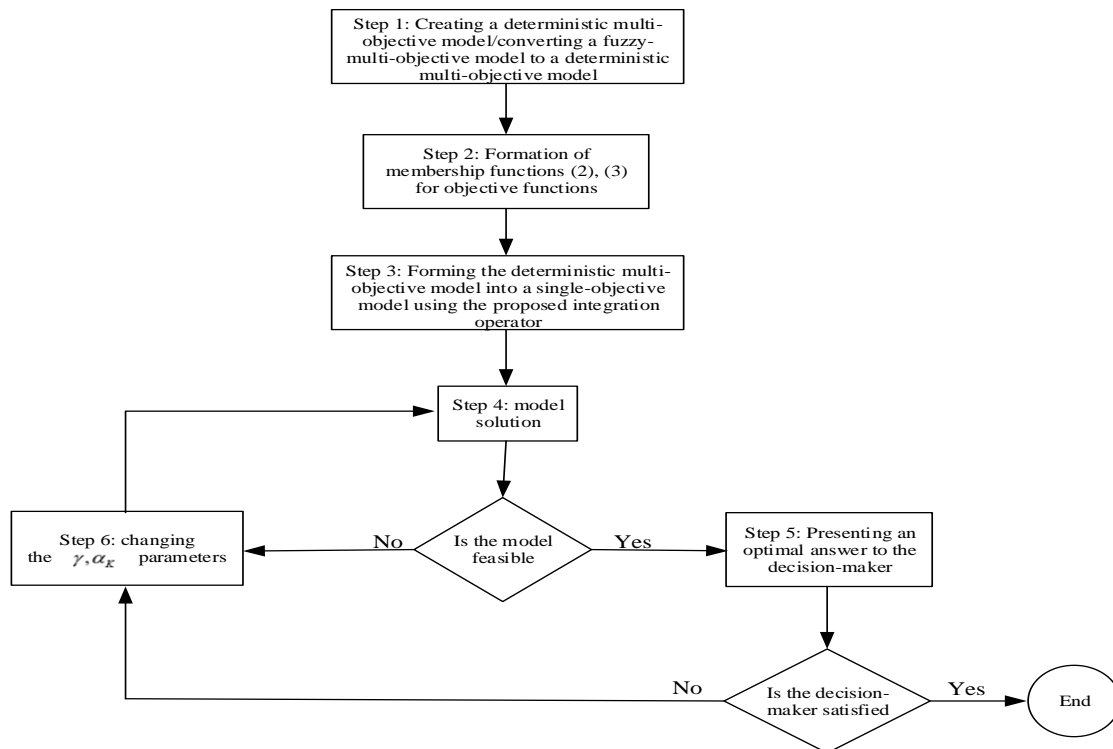 Step 1: Creating a deterministic multi-
objective model/converting a fuzzy-
multi-objective model to a deterministic
multi-objective model
Step 2: Formation of
membership functions (2), (3)
for objective functions
Step 3: Forming the deterministic multi-
objective model into a single-objective
model using the proposed integration
operator
Step 4: model
solution
Step 6: changing
the γ, α_K parameters
No
Is the model
feasible
Yes
Step 5: Presenting an
optimal answer to the
decision-maker
No
Is the decision-
maker satisfied
Yes
End